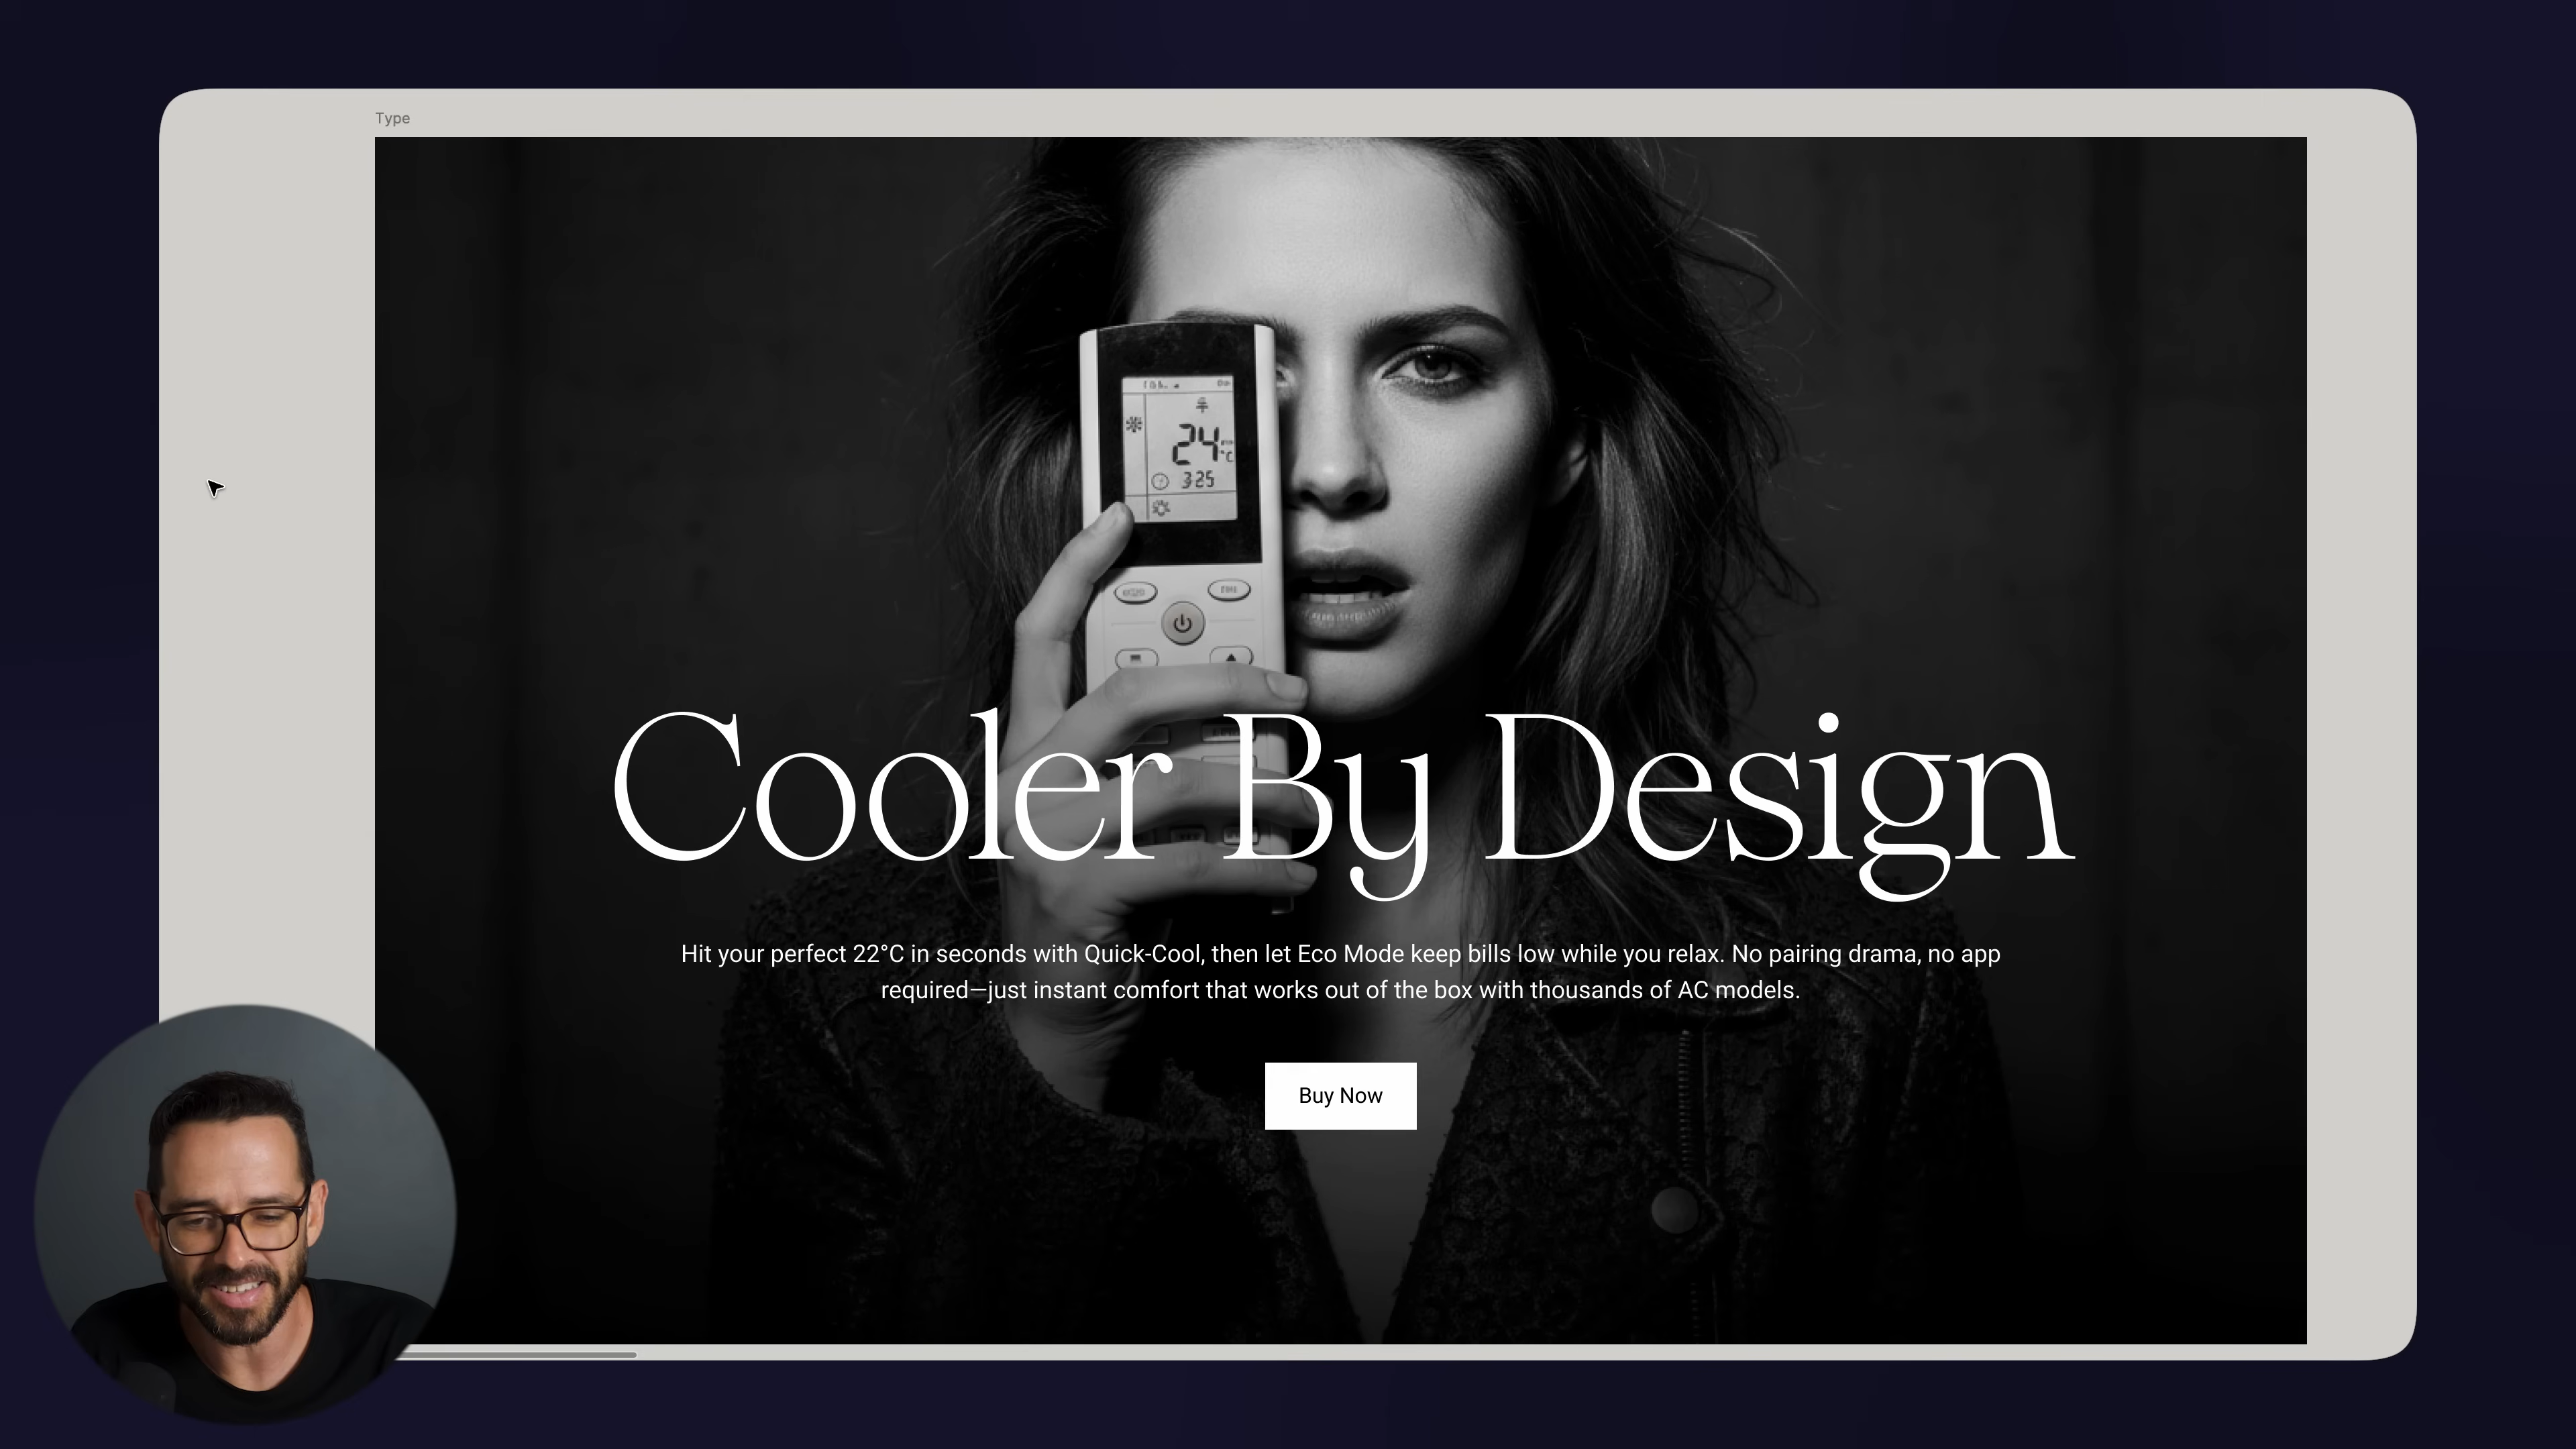 Type
24
°C
3:25
Cooler By Design
Hit your perfect 22°C in seconds with Quick-Cool, then let Eco Mode keep bills low while you relax. No pairing drama, no app
required—just instant comfort that works out of the box with thousands of AC models.
Buy Now